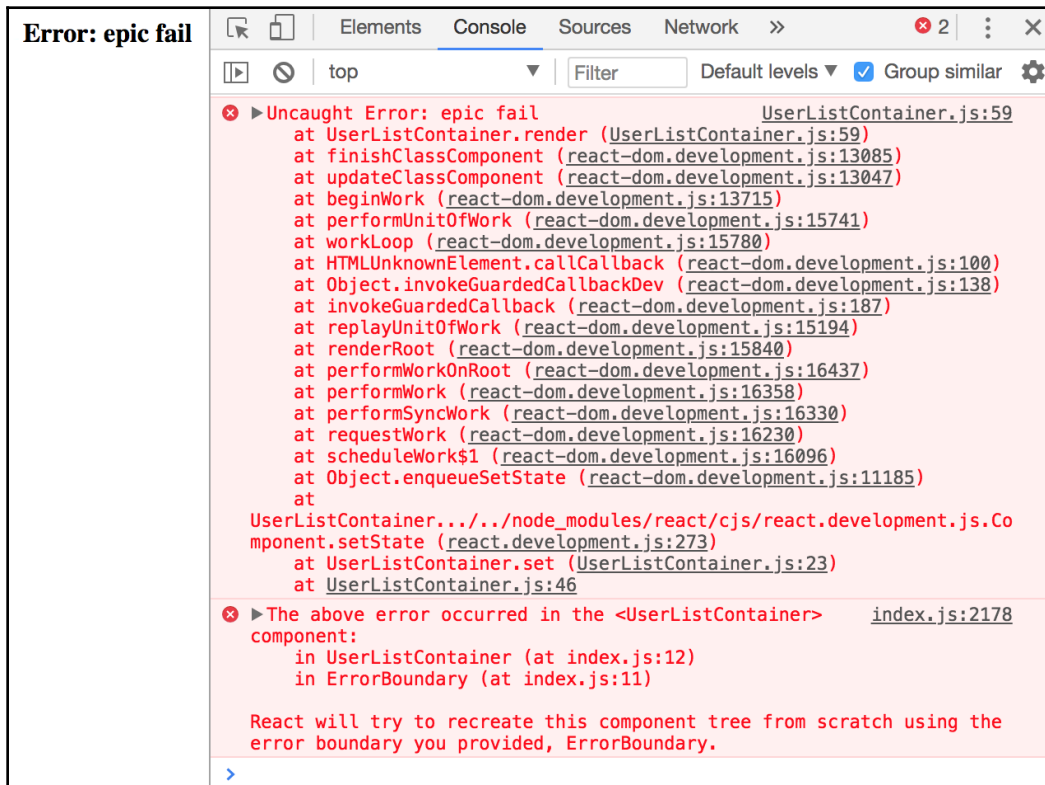 Error: epic fail
Elements Console Sources Network » 2
top ▼ Filter Default levels ▼ Group similar
▶Uncaught Error: epic fail UserListContainer.js:59
at UserListContainer.render (UserListContainer.js:59)
at finishClassComponent (react-dom.development.js:13085)
at updateClassComponent (react-dom.development.js:13047)
at beginWork (react-dom.development.js:13715)
at performUnitOfWork (react-dom.development.js:15741)
at workLoop (react-dom.development.js:15780)
at HTMLUnknownElement.callCallback (react-dom.development.js:100)
at Object.invokeGuardedCallbackDev (react-dom.development.js:138)
at invokeGuardedCallback (react-dom.development.js:187)
at replayUnitOfWork (react-dom.development.js:15194)
at renderRoot (react-dom.development.js:15840)
at performWorkOnRoot (react-dom.development.js:16437)
at performWork (react-dom.development.js:16358)
at performSyncWork (react-dom.development.js:16330)
at requestWork (react-dom.development.js:16230)
at scheduleWork$1 (react-dom.development.js:16096)
at Object.enqueueSetState (react-dom.development.js:11185)
at
UserListContainer.../../node_modules/react/cjs/react.development.js.Co
mponent.setState (react.development.js:273)
at UserListContainer.set (UserListContainer.js:23)
at UserListContainer.js:46
▶The above error occurred in the <UserListContainer> index.js:2178
component:
in UserListContainer (at index.js:12)
in ErrorBoundary (at index.js:11)
React will try to recreate this component tree from scratch using the
error boundary you provided, ErrorBoundary.
>